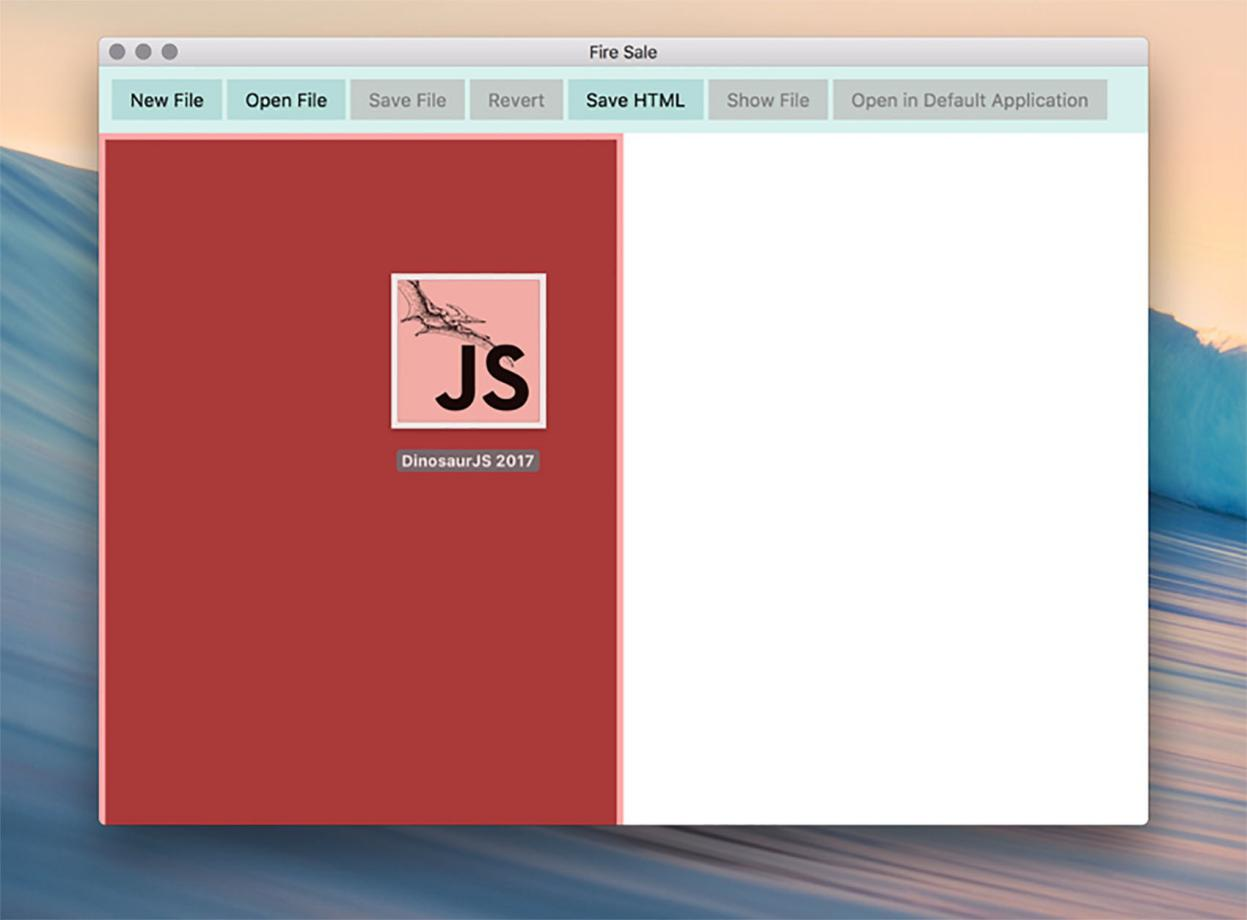 Fire Sale
New File Open File Save File Revert Save HTML Show File Open in Default Application
JS
DinosaurJS 2017